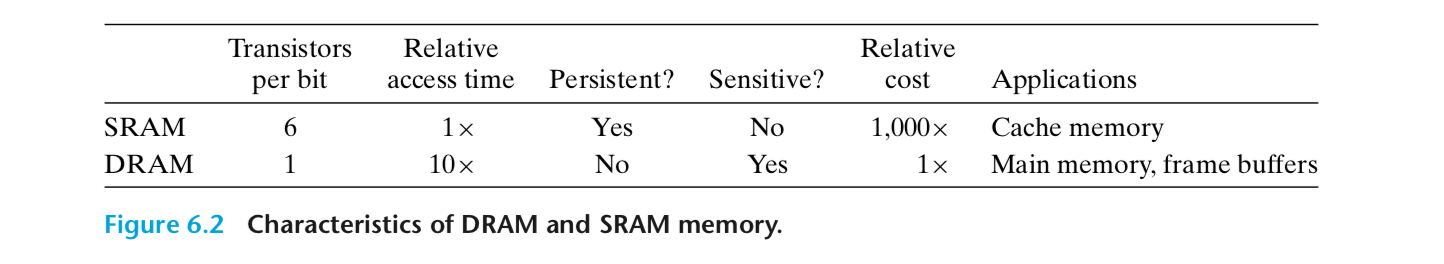 Transistors Relative Relative
per bit access time Persistent? Sensitive? cost Applications
SRAM 6 1× Yes No 1,000× Cache memory
DRAM 1 10× No Yes 1× Main memory, frame buffers
Figure 6.2 Characteristics of DRAM and SRAM memory.